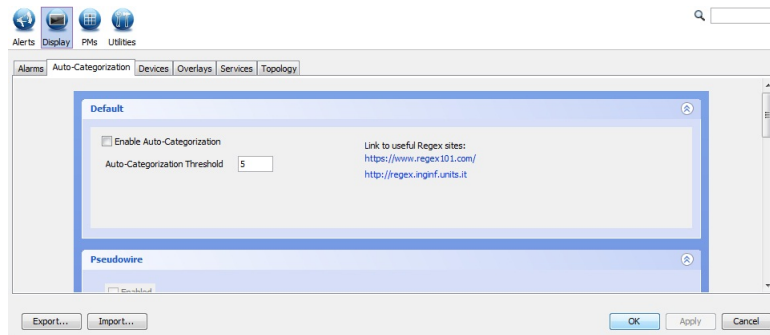 Alerts Display PMs Utilities
Alarms Auto-Categorization Devices Overlays Services Topology
Default
Enable Auto-Categorization
Auto-Categorization Threshold 5
Link to useful Regex sites:
https://www.regex101.com/
http://regex.inginf.units.it
Pseudowire
Enabled
Export... Import... OK Apply Cancel